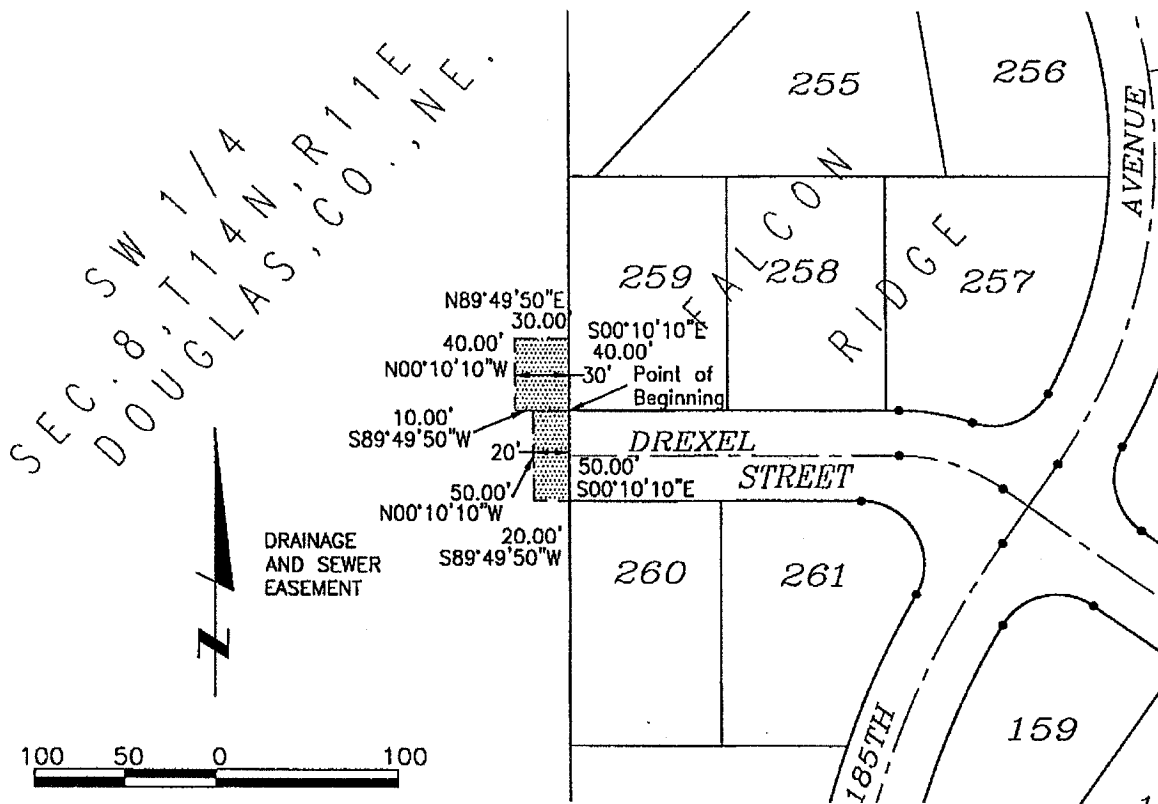 SW 1/4
SEC. 8, T14N, R11E
DOUGLAS, CO., NE.
255
256
AVENUE
259
258
257
FALCON
RIDGE
N89°49'50"E
30.00'
40.00'
N00°10'10"W
S00°10'10"E
40.00'
30'
Point of
Beginning
10.00'
S89°49'50"W
20'
50.00'
N00°10'10"W
20.00'
S89°49'50"W
DREXEL
STREET
50.00'
S00°10'10"E
DRAINAGE
AND SEWER
EASEMENT
N
260
261
159
185TH
100 50 0 100